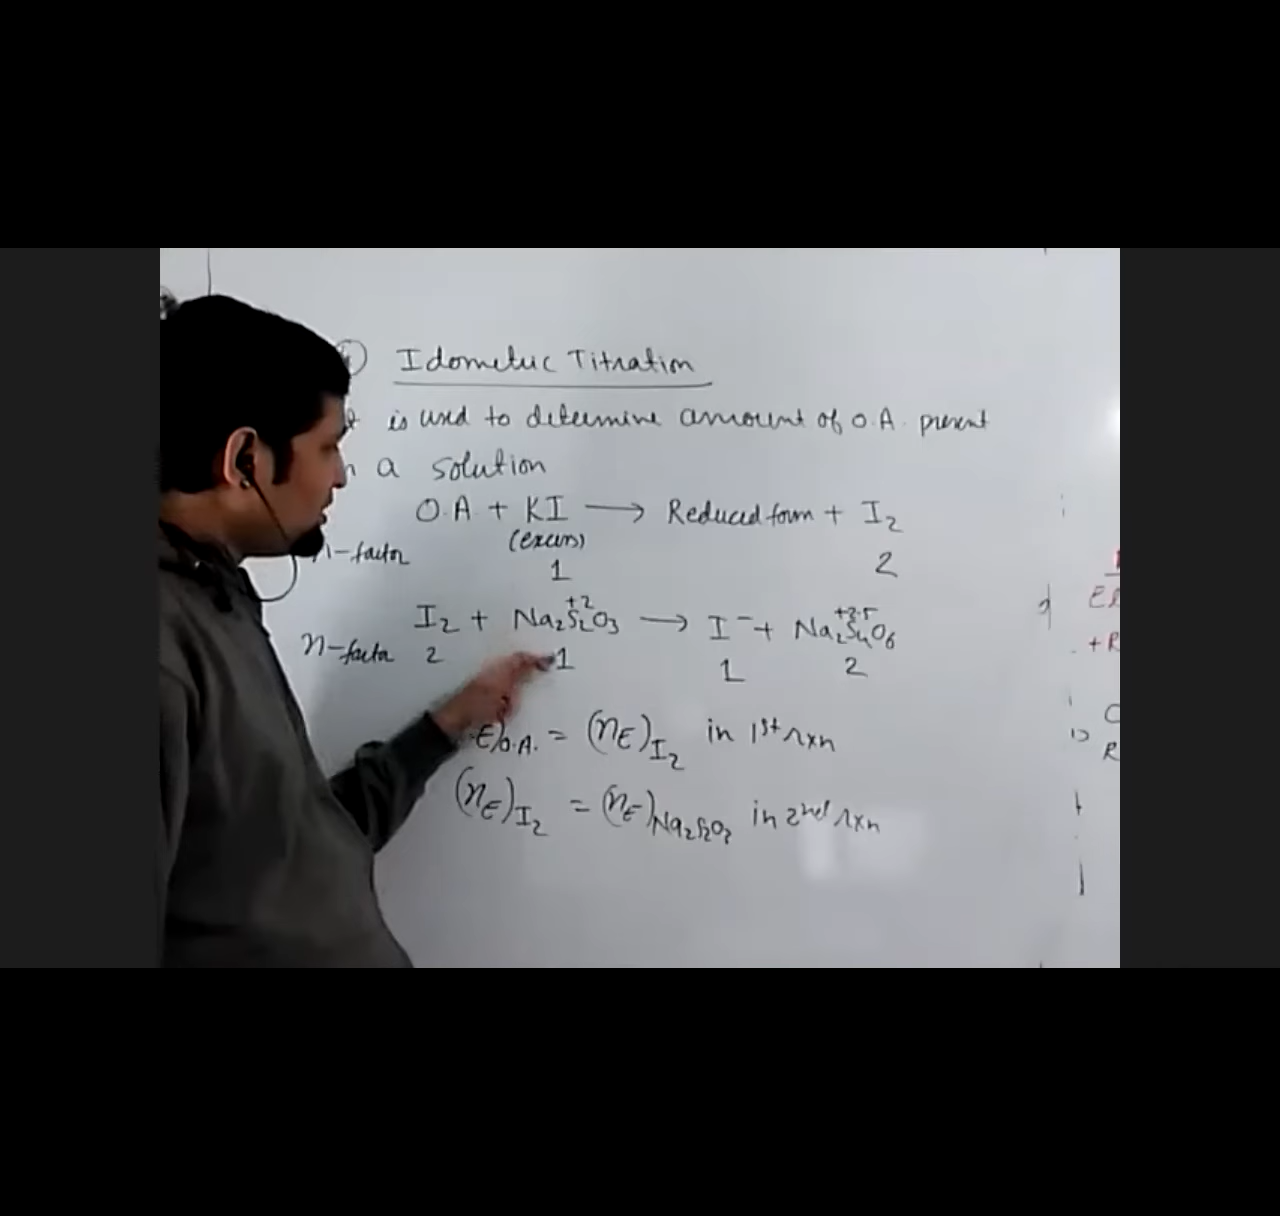 Idometric Titration
is used to determine amount of O.A. present
a solution
O.A. + KI → Reduced form + I₂
(excess)
n-factor 1 2
I₂ + Na₂S₂O₃ → I⁻ + Na₂S₄O₆
+2 +2.5
n-factor 2 1 1 2
E)O.A. = (nE)I₂ in 1st rxn
(nE)I₂ = (nE)Na₂S₂O₃ in 2nd rxn